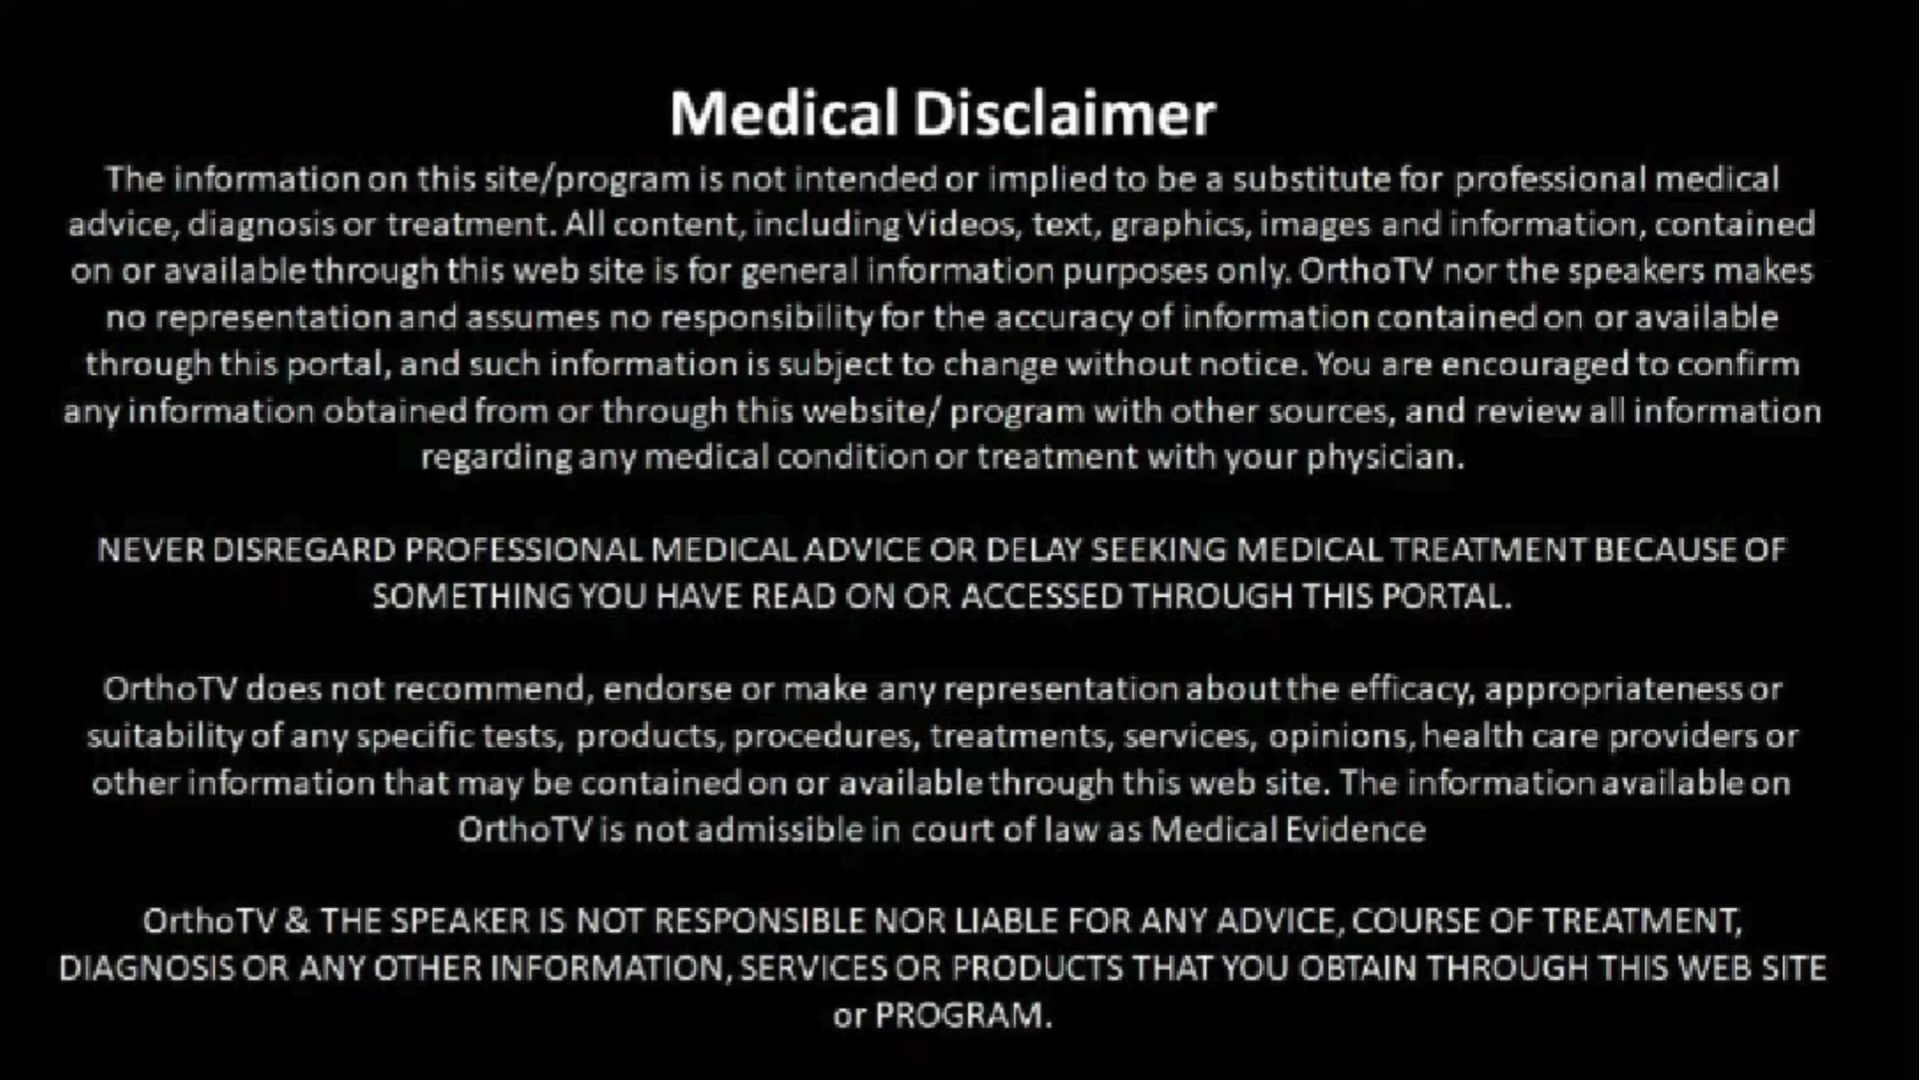 Medical Disclaimer
The information on this site/program is not intended or implied to be a substitute for professional medical
advice, diagnosis or treatment. All content, including Videos, text, graphics, images and information, contained
on or available through this web site is for general information purposes only. OrthoTV nor the speakers makes
no representation and assumes no responsibility for the accuracy of information contained on or available
through this portal, and such information is subject to change without notice. You are encouraged to confirm
any information obtained from or through this website/ program with other sources, and review all information
regarding any medical condition or treatment with your physician.
NEVER DISREGARD PROFESSIONAL MEDICAL ADVICE OR DELAY SEEKING MEDICAL TREATMENT BECAUSE OF
SOMETHING YOU HAVE READ ON OR ACCESSED THROUGH THIS PORTAL.
OrthoTV does not recommend, endorse or make any representation about the efficacy, appropriateness or
suitability of any specific tests, products, procedures, treatments, services, opinions, health care providers or
other information that may be contained on or available through this web site. The information available on
OrthoTV is not admissible in court of law as Medical Evidence
OrthoTV & THE SPEAKER IS NOT RESPONSIBLE NOR LIABLE FOR ANY ADVICE, COURSE OF TREATMENT,
DIAGNOSIS OR ANY OTHER INFORMATION, SERVICES OR PRODUCTS THAT YOU OBTAIN THROUGH THIS WEB SITE
or PROGRAM.